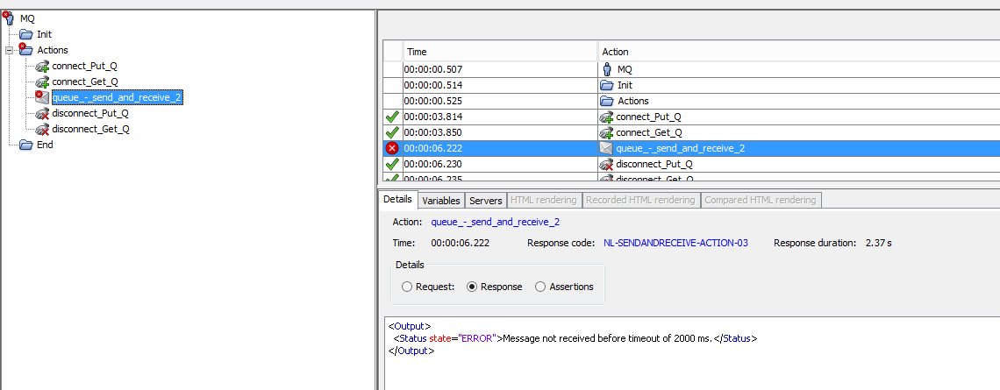 MQ
Init
Actions
connect_Put_Q
connect_Get_Q
queue_-_send_and_receive_2
disconnect_Put_Q
disconnect_Get_Q
End
Time Action
00:00:00.507 MQ
00:00:00.514 Init
00:00:00.525 Actions
00:00:03.814 connect_Put_Q
00:00:03.850 connect_Get_Q
00:00:06.222 queue_-_send_and_receive_2
00:00:06.230 disconnect_Put_Q
00:00:06.235 disconnect_Get_Q
Details Variables Servers HTML rendering Recorded HTML rendering Compared HTML rendering
Action: queue_-_send_and_receive_2
Time: 00:00:06.222 Response code: NL-SENDANDRECEIVE-ACTION-03 Response duration: 2.37 s
Details
Request: Response Assertions
<Output>
<Status state="ERROR">Message not received before timeout of 2000 ms.</Status>
</Output>